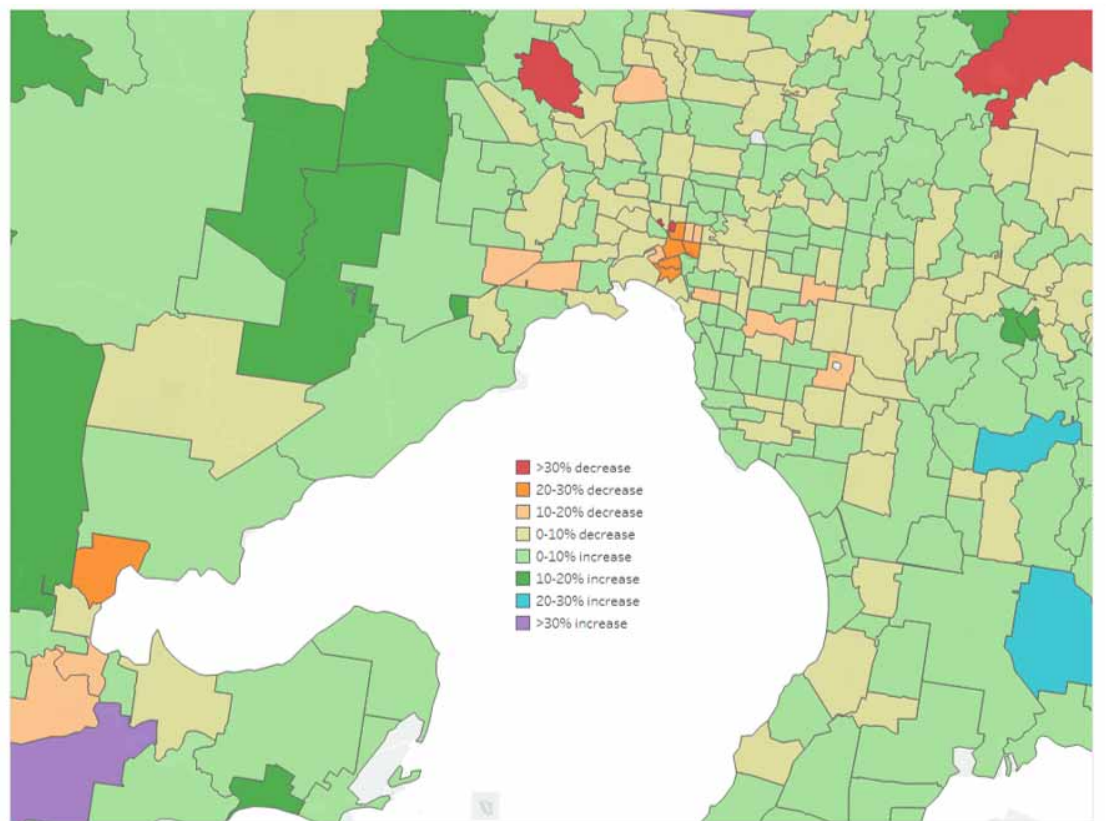 >30% decrease
20-30% decrease
10-20% decrease
0-10% decrease
0-10% increase
10-20% increase
20-30% increase
>30% increase